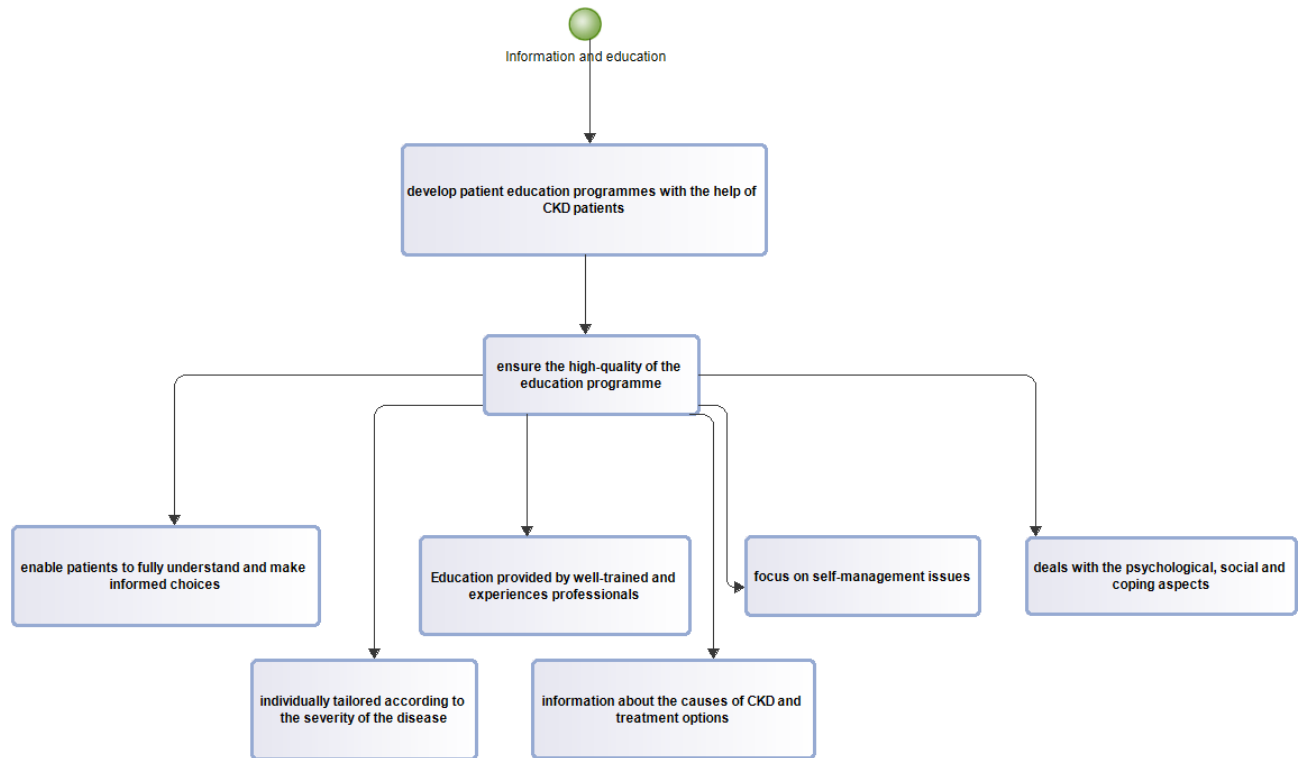 Information and education
develop patient education programmes with the help of
CKD patients
ensure the high-quality of the
education programme
enable patients to fully understand and make
informed choices
Education provided by well-trained and
experiences professionals
focus on self-management issues
deals with the psychological, social and
coping aspects
individually tailored according to
the severity of the disease
information about the causes of CKD and
treatment options